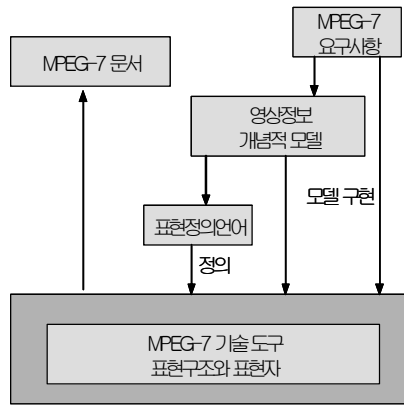 MPEG-7
요구사항
MPEG-7 문서
영상정보
개념적 모델
모델 구현
표현정의언어
정의
MPEG-7 기술 도구
표현구조와 표현자